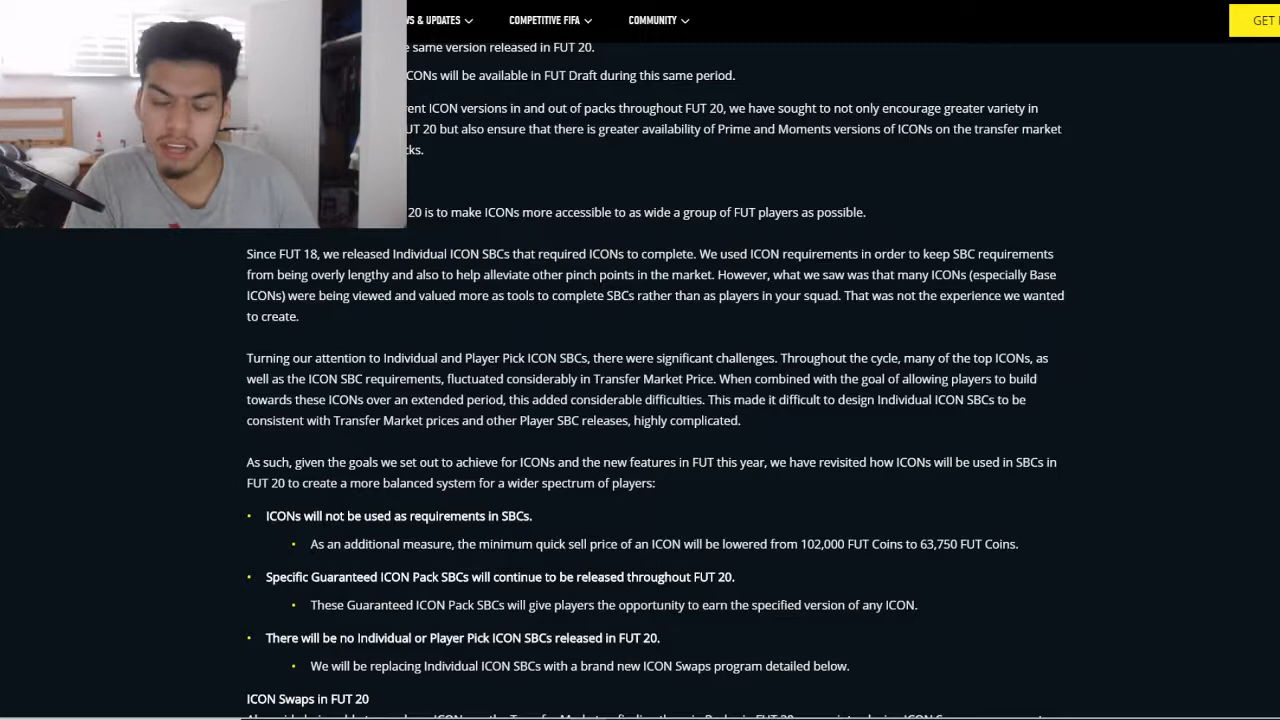 WS & UPDATES
COMPETITIVE FIFA
COMMUNITY
GET
e same version released in FUT 20.
CONs will be available in FUT Draft during this same period.
ent ICON versions in and out of packs throughout FUT 20, we have sought to not only encourage greater variety in
UT 20 but also ensure that there is greater availability of Prime and Moments versions of ICONs on the transfer market
ks.
20 is to make ICONs more accessible to as wide a group of FUT players as possible.
Since FUT 18, we released Individual ICON SBCs that required ICONs to complete. We used ICON requirements in order to keep SBC requirements
from being overly lengthy and also to help alleviate other pinch points in the market. However, what we saw was that many ICONs (especially Base
ICONs) were being viewed and valued more as tools to complete SBCs rather than as players in your squad. That was not the experience we wanted
to create.
Turning our attention to Individual and Player Pick ICON SBCs, there were significant challenges. Throughout the cycle, many of the top ICONs, as
well as the ICON SBC requirements, fluctuated considerably in Transfer Market Price. When combined with the goal of allowing players to build
towards these ICONs over an extended period, this added considerable difficulties. This made it difficult to design Individual ICON SBCs to be
consistent with Transfer Market prices and other Player SBC releases, highly complicated.
As such, given the goals we set out to achieve for ICONs and the new features in FUT this year, we have revisited how ICONs will be used in SBCs in
FUT 20 to create a more balanced system for a wider spectrum of players:
• ICONs will not be used as requirements in SBCs.
• As an additional measure, the minimum quick sell price of an ICON will be lowered from 102,000 FUT Coins to 63,750 FUT Coins.
• Specific Guaranteed ICON Pack SBCs will continue to be released throughout FUT 20.
• These Guaranteed ICON Pack SBCs will give players the opportunity to earn the specified version of any ICON.
• There will be no Individual or Player Pick ICON SBCs released in FUT 20.
• We will be replacing Individual ICON SBCs with a brand new ICON Swaps program detailed below.
ICON Swaps in FUT 20